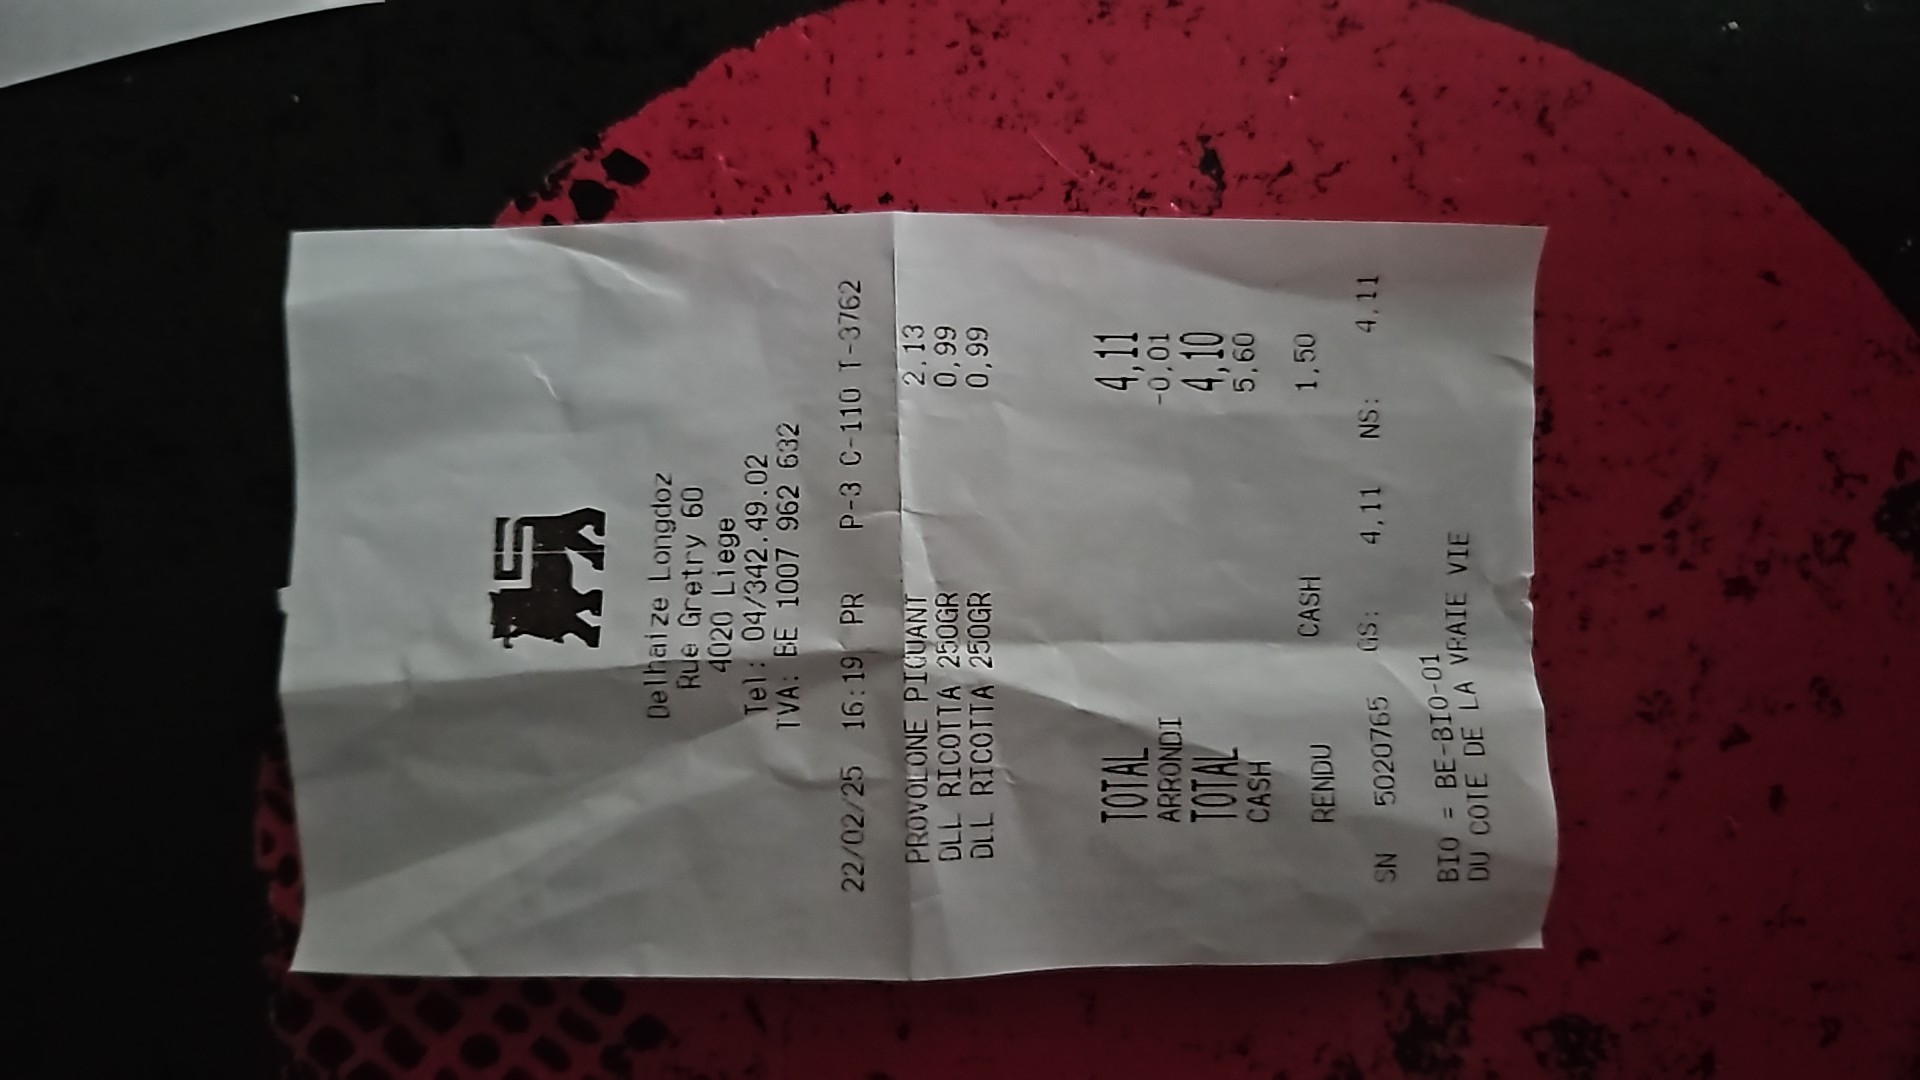 Delhaize Longdoz
Rue Gretry 60
4020 Liege
Tel: 04/342.49.02
TVA: BE 1007 962 632
22/02/25 16:19 PR P-3 C-110 T-3762
PROVOLONE PIQUANT 2,13
DLL RICOTTA 250GR 0,99
DLL RICOTTA 250GR 0,99
TOTAL 4,11
ARRONDI -0,01
TOTAL 4,10
CASH 5,60
RENDU CASH 1,50
SN 5020765 GS: 4,11 NS: 4,11
BIO = BE-BIO-01
DU COTE DE LA VRAIE VIE